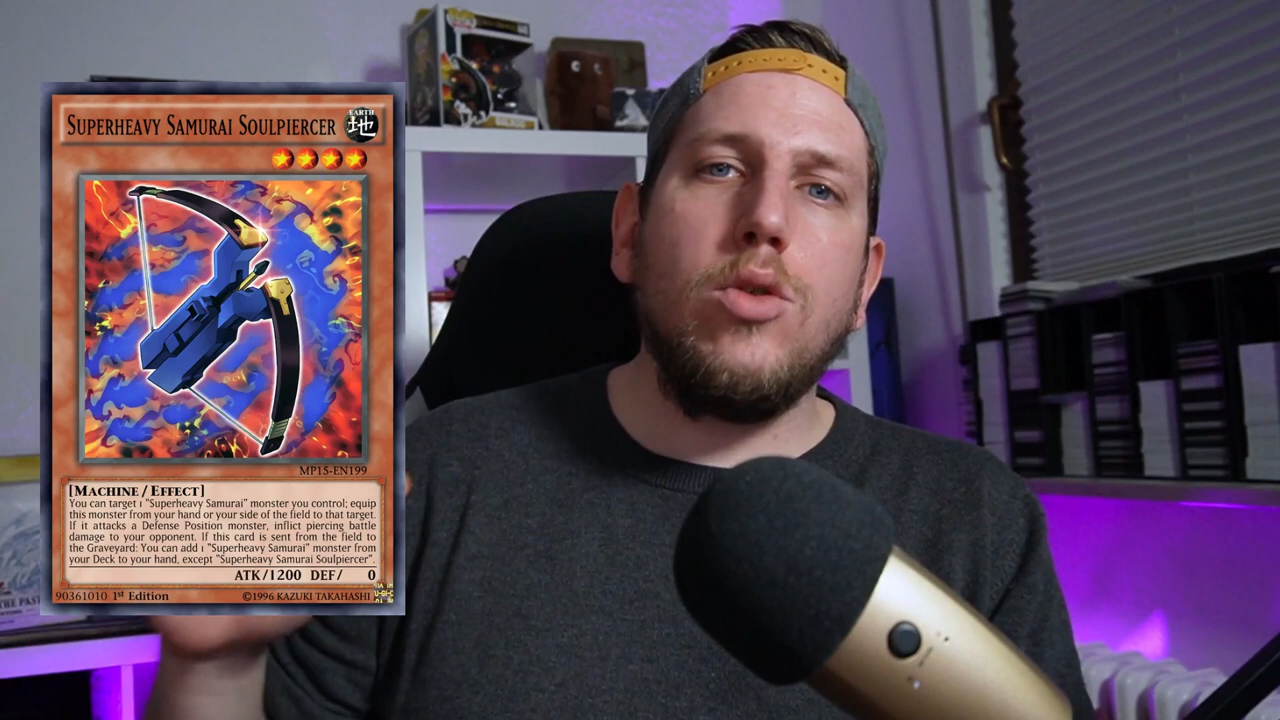 SUPERHEAVY SAMURAI SOULPIERCER
EARTH
地
MP15-EN199
[MACHINE / EFFECT]
You can target 1 "Superheavy Samurai" monster you control; equip
this monster from your hand or your side of the field to that target.
If it attacks a Defense Position monster, inflict piercing battle
damage to your opponent. If this card is sent from the field to
the Graveyard: You can add 1 "Superheavy Samurai" monster from
your Deck to your hand, except "Superheavy Samurai Soulpiercer".
ATK/1200 DEF/ 0
90361010 1st Edition ©1996 KAZUKI TAKAHASHI
THE PAS